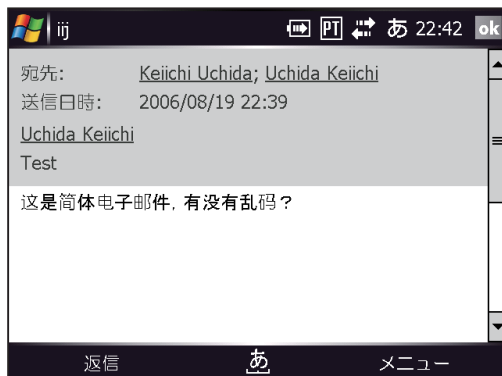 iij PT あ 22:42 ok
宛先: Keiichi Uchida; Uchida Keiichi
送信日時: 2006/08/19 22:39
Uchida Keiichi
Test
这是简体电子邮件, 有没有乱码？
返信 あ メニュー